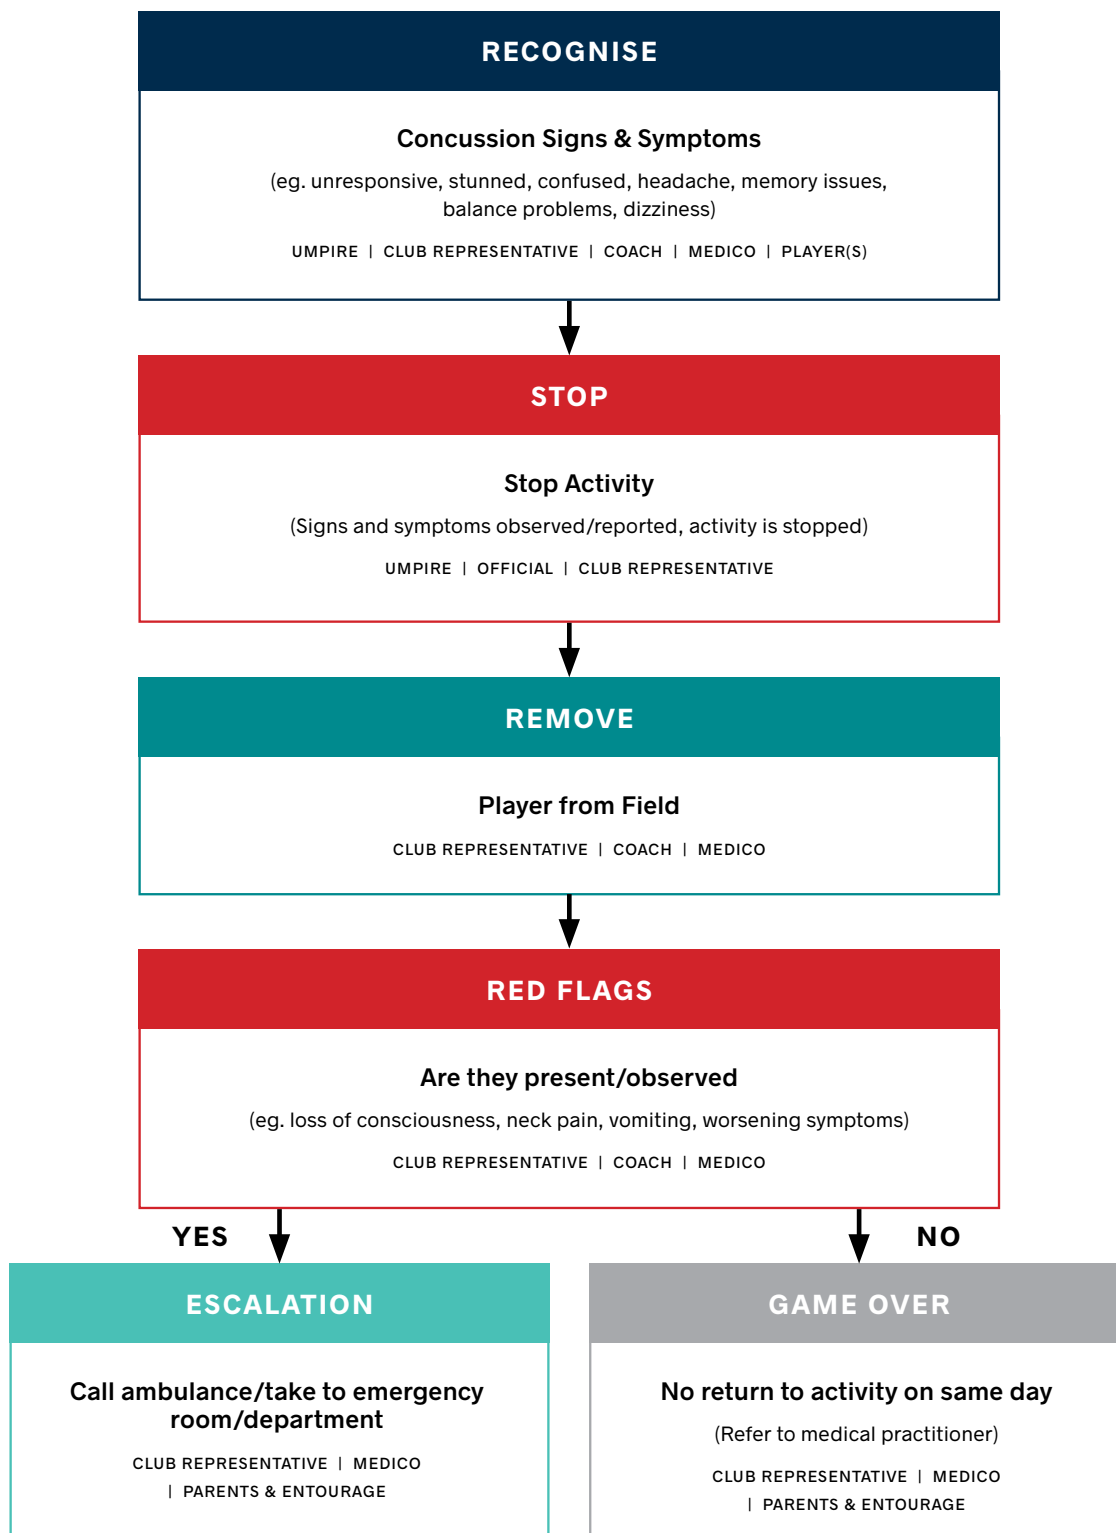 RECOGNISE
Concussion Signs & Symptoms
(eg. unresponsive, stunned, confused, headache, memory issues,
balance problems, dizziness)
UMPIRE | CLUB REPRESENTATIVE | COACH | MEDICO | PLAYER(S)
STOP
Stop Activity
(Signs and symptoms observed/reported, activity is stopped)
UMPIRE | OFFICIAL | CLUB REPRESENTATIVE
REMOVE
Player from Field
CLUB REPRESENTATIVE | COACH | MEDICO
RED FLAGS
Are they present/observed
(eg. loss of consciousness, neck pain, vomiting, worsening symptoms)
CLUB REPRESENTATIVE | COACH | MEDICO
YES
ESCALATION
Call ambulance/take to emergency
room/department
CLUB REPRESENTATIVE | MEDICO
| PARENTS & ENTOURAGE
NO
GAME OVER
No return to activity on same day
(Refer to medical practitioner)
CLUB REPRESENTATIVE | MEDICO
| PARENTS & ENTOURAGE